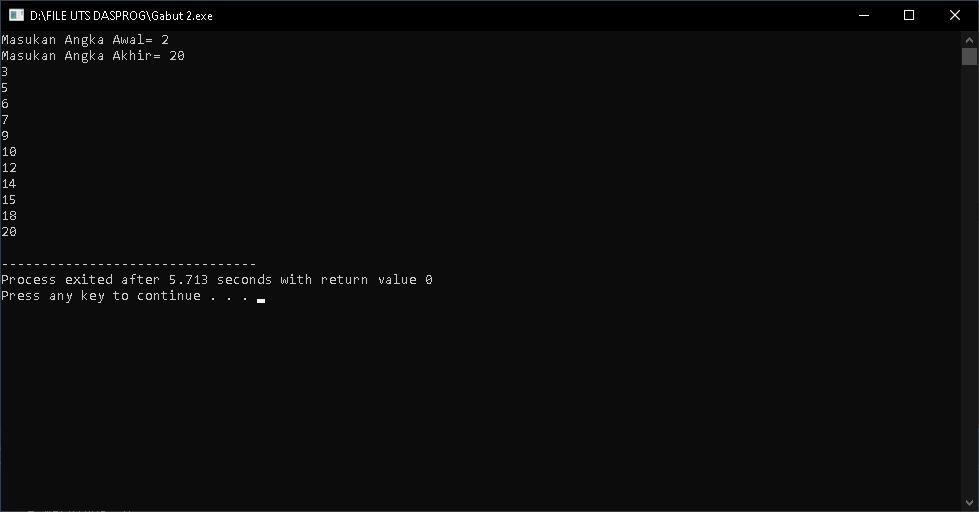 D:\FILE UTS DASPROG\Gabut 2.exe
Masukan Angka Awal= 2
Masukan Angka Akhir= 20
3
5
6
7
9
10
12
14
15
18
20
--------------------------------
Process exited after 5.713 seconds with return value 0
Press any key to continue . . .